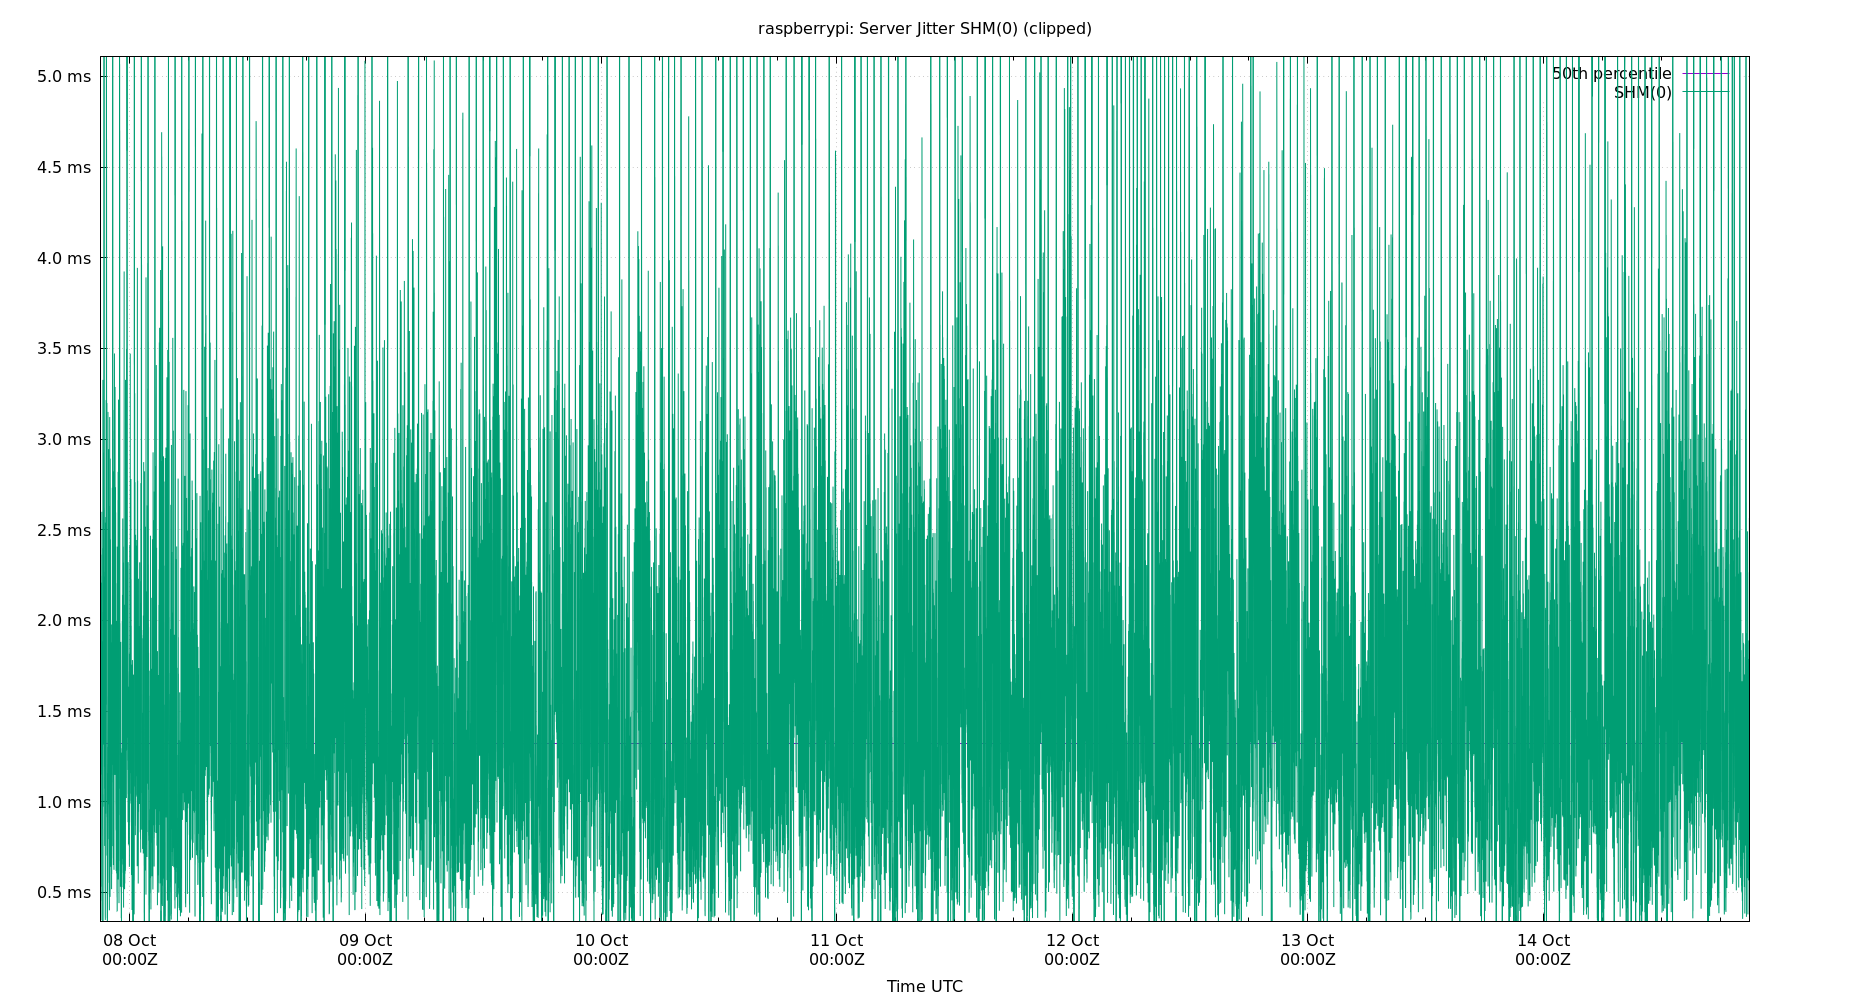 raspberrypi: Server Jitter SHM(0) (clipped)
5.0 ms
50th percentile
SHM(0)
4.5 ms
4.0 ms
3.5 ms
3.0 ms
2.5 ms
2.0 ms
1.5 ms
1.0 ms
0.5 ms
08 Oct 09 Oct 10 Oct 11 Oct 12 Oct 13 Oct 14 Oct
00:00Z 00:00Z 00:00Z 00:00Z 00:00Z 00:00Z 00:00Z
Time UTC